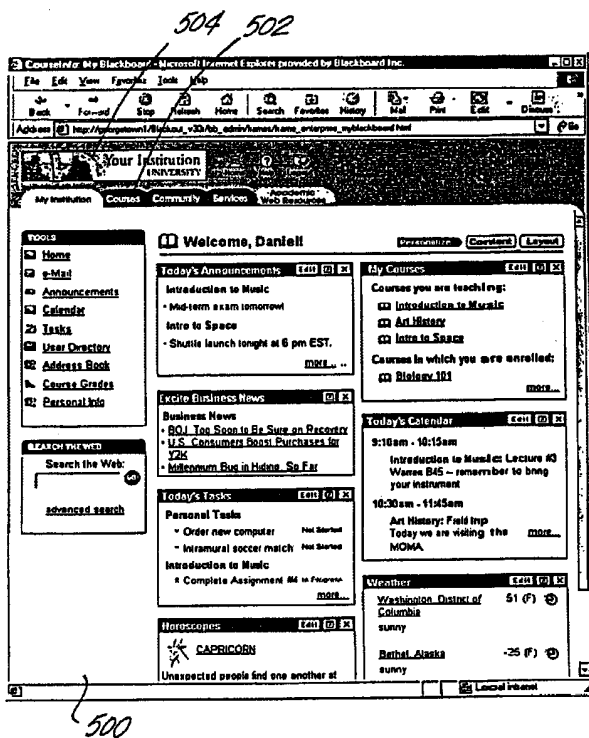 504 502
CourseInfo: My Blackboard - Microsoft Internet Explorer provided by Blackboard Inc.
File Edit View Favorites Tools Help
Back Forward Stop Refresh Home Search Favorites History Mail Print Edit Discuss
Address
Your Institution
UNIVERSITY
My Institution Courses Community Services Academic Web Resources
TOOLS
Home
e-Mail
Announcements
Calendar
Tasks
User Directory
Address Book
Course Grades
Personal Info
SEARCH THE WEB
Search the Web:
GO
advanced search
Welcome, Daniel!
Personalize Content Layout
Today's Announcements Edit
Introduction to Music
• Mid-term exam tomorrow!
Intro to Space
• Shuttle launch tonight at 6 pm EST.
more...
Excite Business News
Business News
• BOJ Too Soon to Be Sure on Recovery
• U.S. Consumers Boost Purchases for
Y2K
• Millennium Bug in Hiding, So Far
Today's Tasks Edit
Personal Tasks
Order new computer Not Started
Intramural soccer match Not Started
Introduction to Music
Complete Assignment #4 In Progress
more...
Horoscopes Edit
CAPRICORN
Unexpected people find one another at
My Courses Edit
Courses you are teaching:
Introduction to Music
Art History
Intro to Space
Courses in which you are enrolled:
Biology 101
more...
Today's Calendar Edit
9:10am - 10:15am
Introduction to Music: Lecture #3
Warren B45 -- remember to bring
your instrument
10:30am - 11:45am
Art History: Field trip
Today we are visiting the more...
MOMA
Weather Edit
Washington, District of 51 (F)
Columbia
sunny
Bethel, Alaska -25 (F)
sunny
Local intranet
500